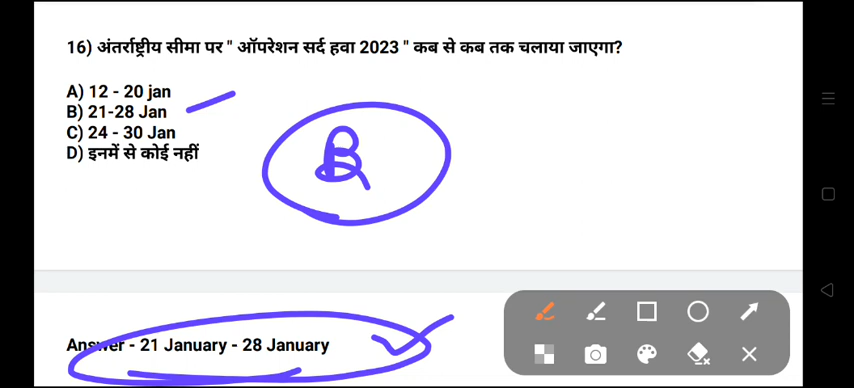 16) अंतर्राष्ट्रीय सीमा पर " ऑपरेशन सर्द हवा 2023 " कब से कब तक चलाया जाएगा?
A) 12 - 20 jan
B) 21-28 Jan
C) 24 - 30 Jan
D) इनमें से कोई नहीं
B
Answer - 21 January - 28 January